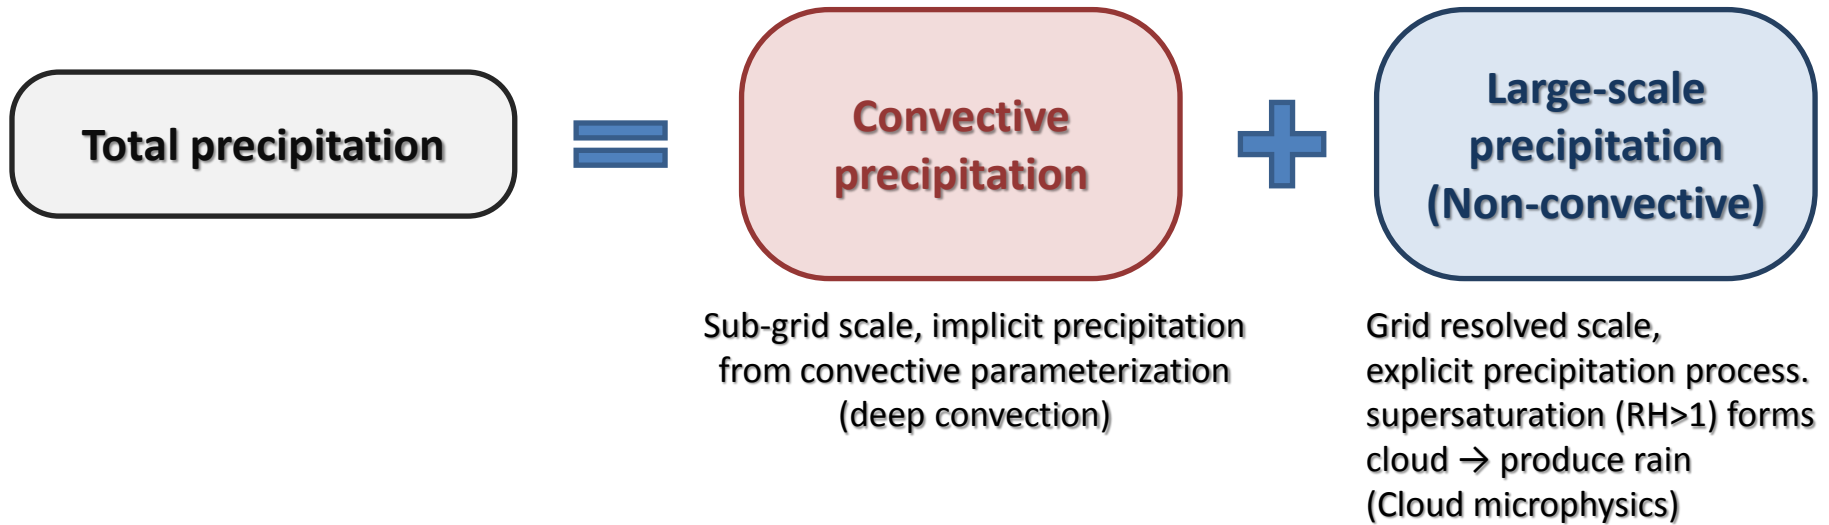 Total precipitation
Convective
precipitation
Large-scale
precipitation
(Non-convective)
Sub-grid scale, implicit precipitation
from convective parameterization
(deep convection)
Grid resolved scale,
explicit precipitation process.
supersaturation (RH>1) forms
cloud → produce rain
(Cloud microphysics)